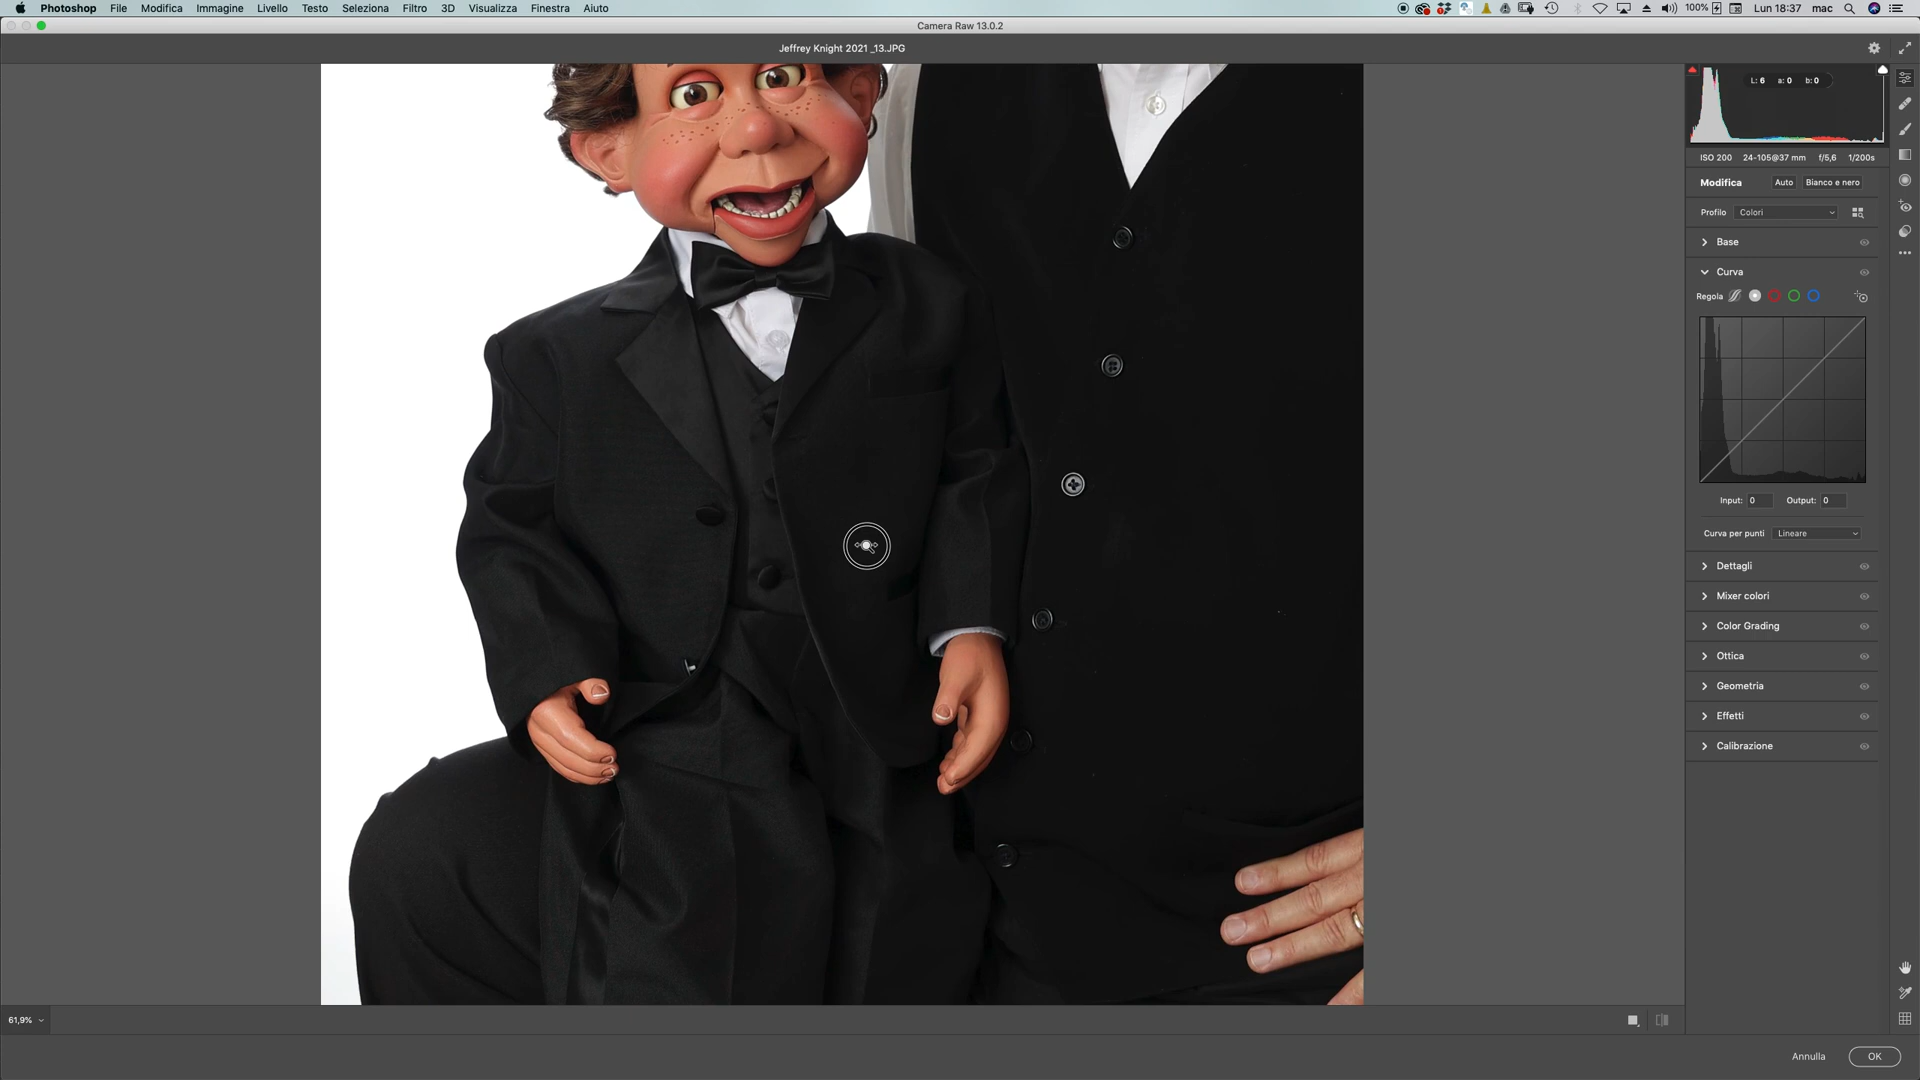 Photoshop File Modifica Immagine Livello Testo Seleziona Filtro 3D Visualizza Finestra Aiuto 100% Lun 18:37 mac
Camera Raw 13.0.2
Jeffrey Knight 2021 _13.JPG
L: 6 a: 0 b: 0
ISO 200 24-105@37 mm f/5,6 1/200s
Modifica Auto Bianco e nero
Profilo Colori
Base
Curva
Regola
Input: 0 Output: 0
Curva per punti Lineare
Dettagli
Mixer colori
Color Grading
Ottica
Geometria
Effetti
Calibrazione
61,9%
Annulla OK